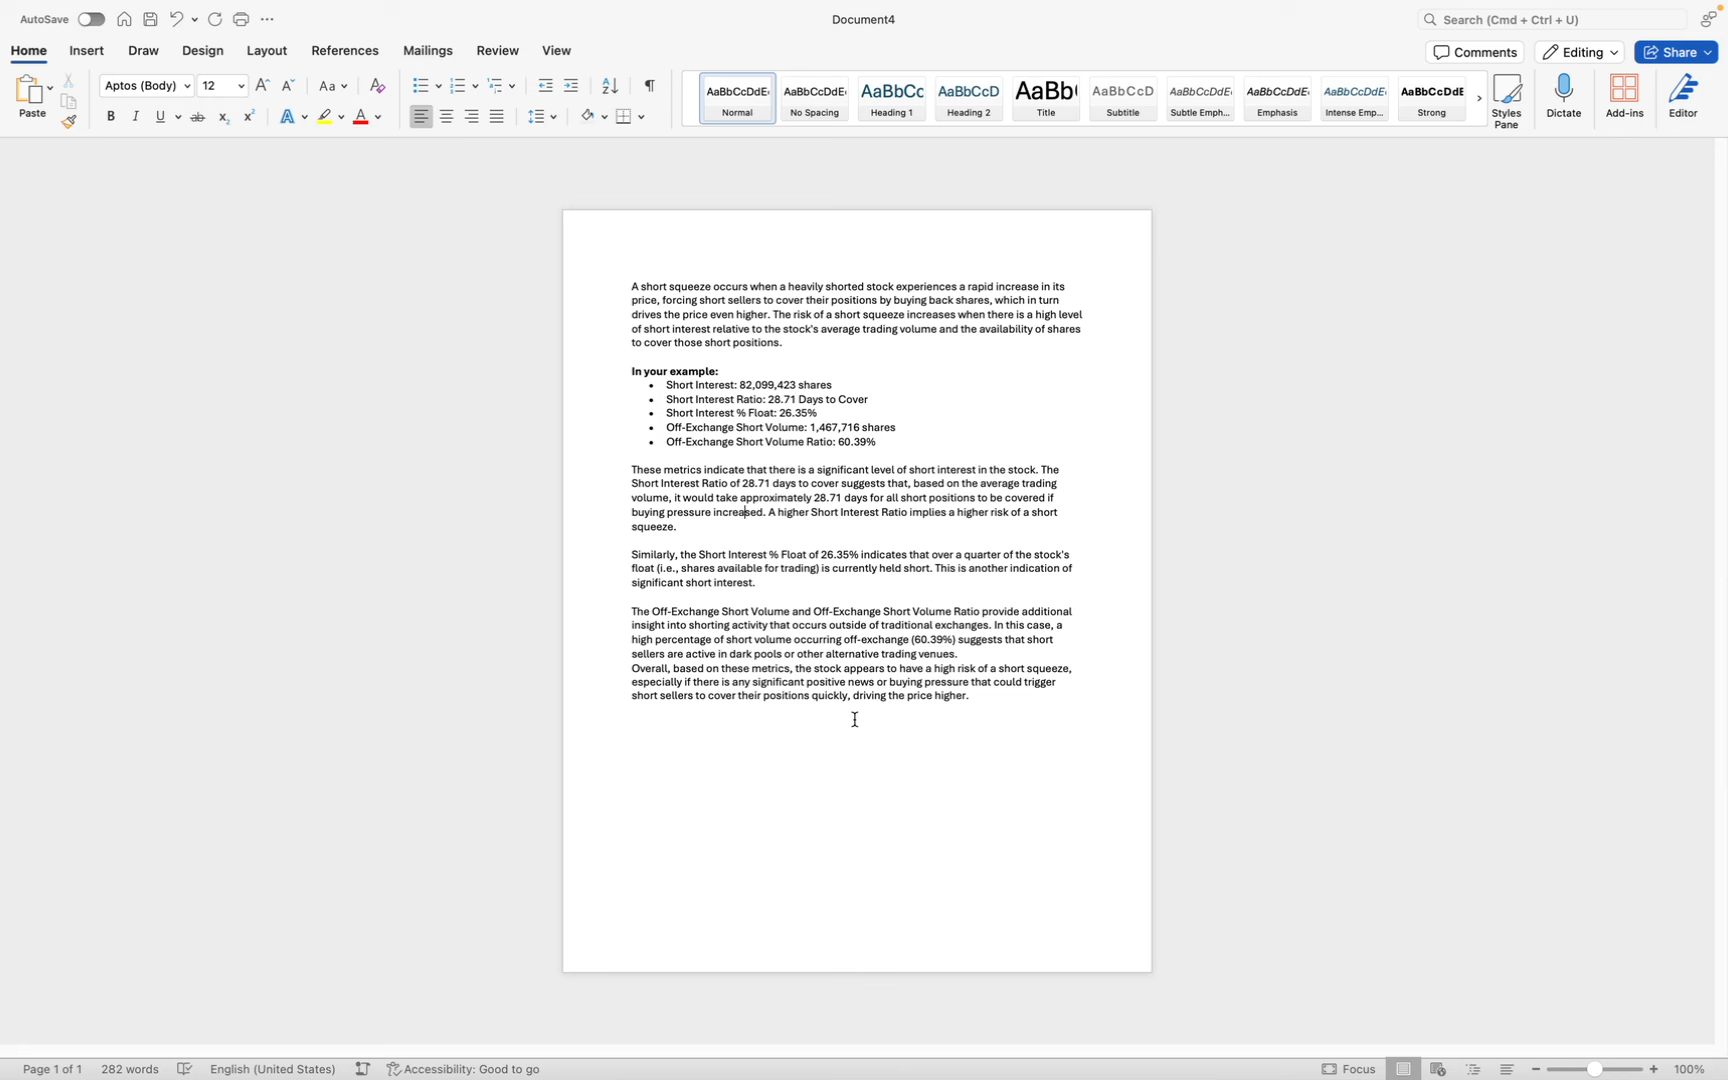 AutoSave
Document4
Search (Cmd + Ctrl + U)
Home Insert Draw Design Layout References Mailings Review View
Comments Editing Share
Paste
Aptos (Body) 12
Aa
B I U ab x₂ x² A A
AaBbCcDdE Normal
AaBbCcDdE No Spacing
AaBbCc Heading 1
AaBbCcD Heading 2
AaBb( Title
AaBbCcD Subtitle
AaBbCcDdE Subtle Emph...
AaBbCcDdE Emphasis
AaBbCcDdE Intense Emp...
AaBbCcDdE Strong
Styles Pane
Dictate
Add-ins
Editor
A short squeeze occurs when a heavily shorted stock experiences a rapid increase in its
price, forcing short sellers to cover their positions by buying back shares, which in turn
drives the price even higher. The risk of a short squeeze increases when there is a high level
of short interest relative to the stock's average trading volume and the availability of shares
to cover those short positions.
In your example:
• Short Interest: 82,099,423 shares
• Short Interest Ratio: 28.71 Days to Cover
• Short Interest % Float: 26.35%
• Off-Exchange Short Volume: 1,467,716 shares
• Off-Exchange Short Volume Ratio: 60.39%
These metrics indicate that there is a significant level of short interest in the stock. The
Short Interest Ratio of 28.71 days to cover suggests that, based on the average trading
volume, it would take approximately 28.71 days for all short positions to be covered if
buying pressure increased. A higher Short Interest Ratio implies a higher risk of a short
squeeze.
Similarly, the Short Interest % Float of 26.35% indicates that over a quarter of the stock's
float (i.e., shares available for trading) is currently held short. This is another indication of
significant short interest.
The Off-Exchange Short Volume and Off-Exchange Short Volume Ratio provide additional
insight into shorting activity that occurs outside of traditional exchanges. In this case, a
high percentage of short volume occurring off-exchange (60.39%) suggests that short
sellers are active in dark pools or other alternative trading venues.
Overall, based on these metrics, the stock appears to have a high risk of a short squeeze,
especially if there is any significant positive news or buying pressure that could trigger
short sellers to cover their positions quickly, driving the price higher.
Page 1 of 1 282 words English (United States) Accessibility: Good to go
Focus 100%